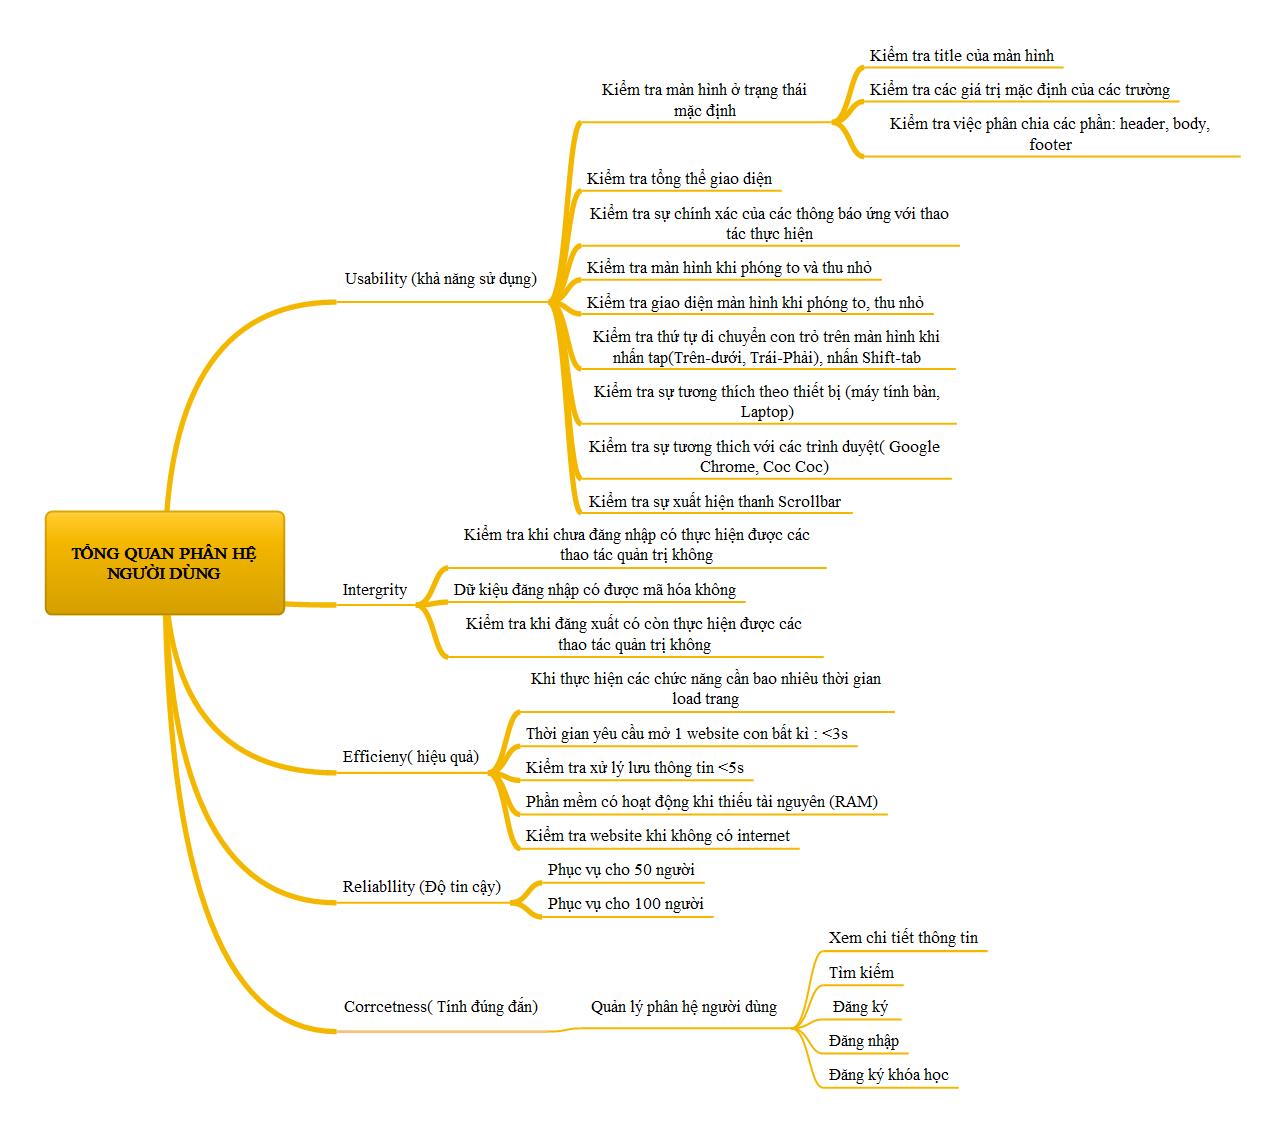 TỔNG QUAN PHÂN HỆ
NGƯỜI DÙNG
Usability (khả năng sử dụng)
Kiểm tra màn hình ở trạng thái
mặc định
Kiểm tra title của màn hình
Kiểm tra các giá trị mặc định của các trường
Kiểm tra việc phân chia các phần: header, body,
footer
Kiểm tra tổng thể giao diện
Kiểm tra sự chính xác của các thông báo ứng với thao
tác thực hiện
Kiểm tra màn hình khi phóng to và thu nhỏ
Kiểm tra giao diện màn hình khi phóng to, thu nhỏ
Kiểm tra thứ tự di chuyển con trỏ trên màn hình khi
nhấn tap(Trên-dưới, Trái-Phải), nhấn Shift-tab
Kiểm tra sự tương thích theo thiết bị (máy tính bàn,
Laptop)
Kiểm tra sự tương thich với các trình duyệt( Google
Chrome, Coc Coc)
Kiểm tra sự xuất hiện thanh Scrollbar
Intergrity
Kiểm tra khi chưa đăng nhập có thực hiện được các
thao tác quản trị không
Dữ kiệu đăng nhập có được mã hóa không
Kiểm tra khi đăng xuất có còn thực hiện được các
thao tác quản trị không
Efficieny( hiệu quả)
Khi thực hiện các chức năng cần bao nhiêu thời gian
load trang
Thời gian yêu cầu mở 1 website con bất kì : <3s
Kiểm tra xử lý lưu thông tin <5s
Phần mềm có hoạt động khi thiếu tài nguyên (RAM)
Kiểm tra website khi không có internet
Reliabllity (Độ tin cậy)
Phục vụ cho 50 người
Phục vụ cho 100 người
Corrcetness( Tính đúng đắn)
Quản lý phân hệ người dùng
Xem chi tiết thông tin
Tìm kiếm
Đăng ký
Đăng nhập
Đăng ký khóa học